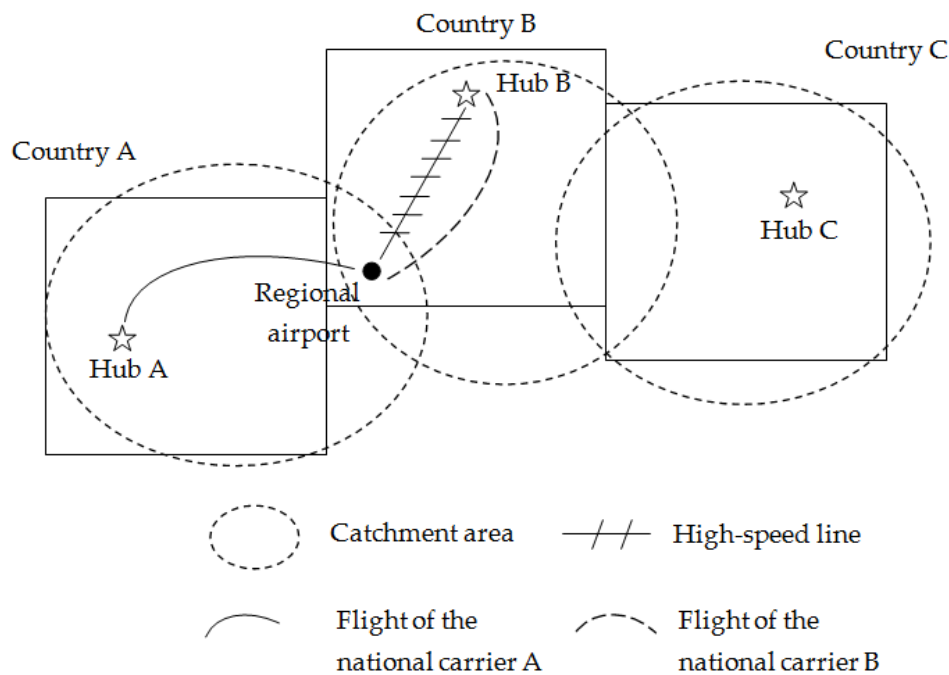 Country B
Country C
Hub B
Country A
Hub C
Regional
airport
Hub A
Catchment area
High-speed line
Flight of the
national carrier A
Flight of the
national carrier B